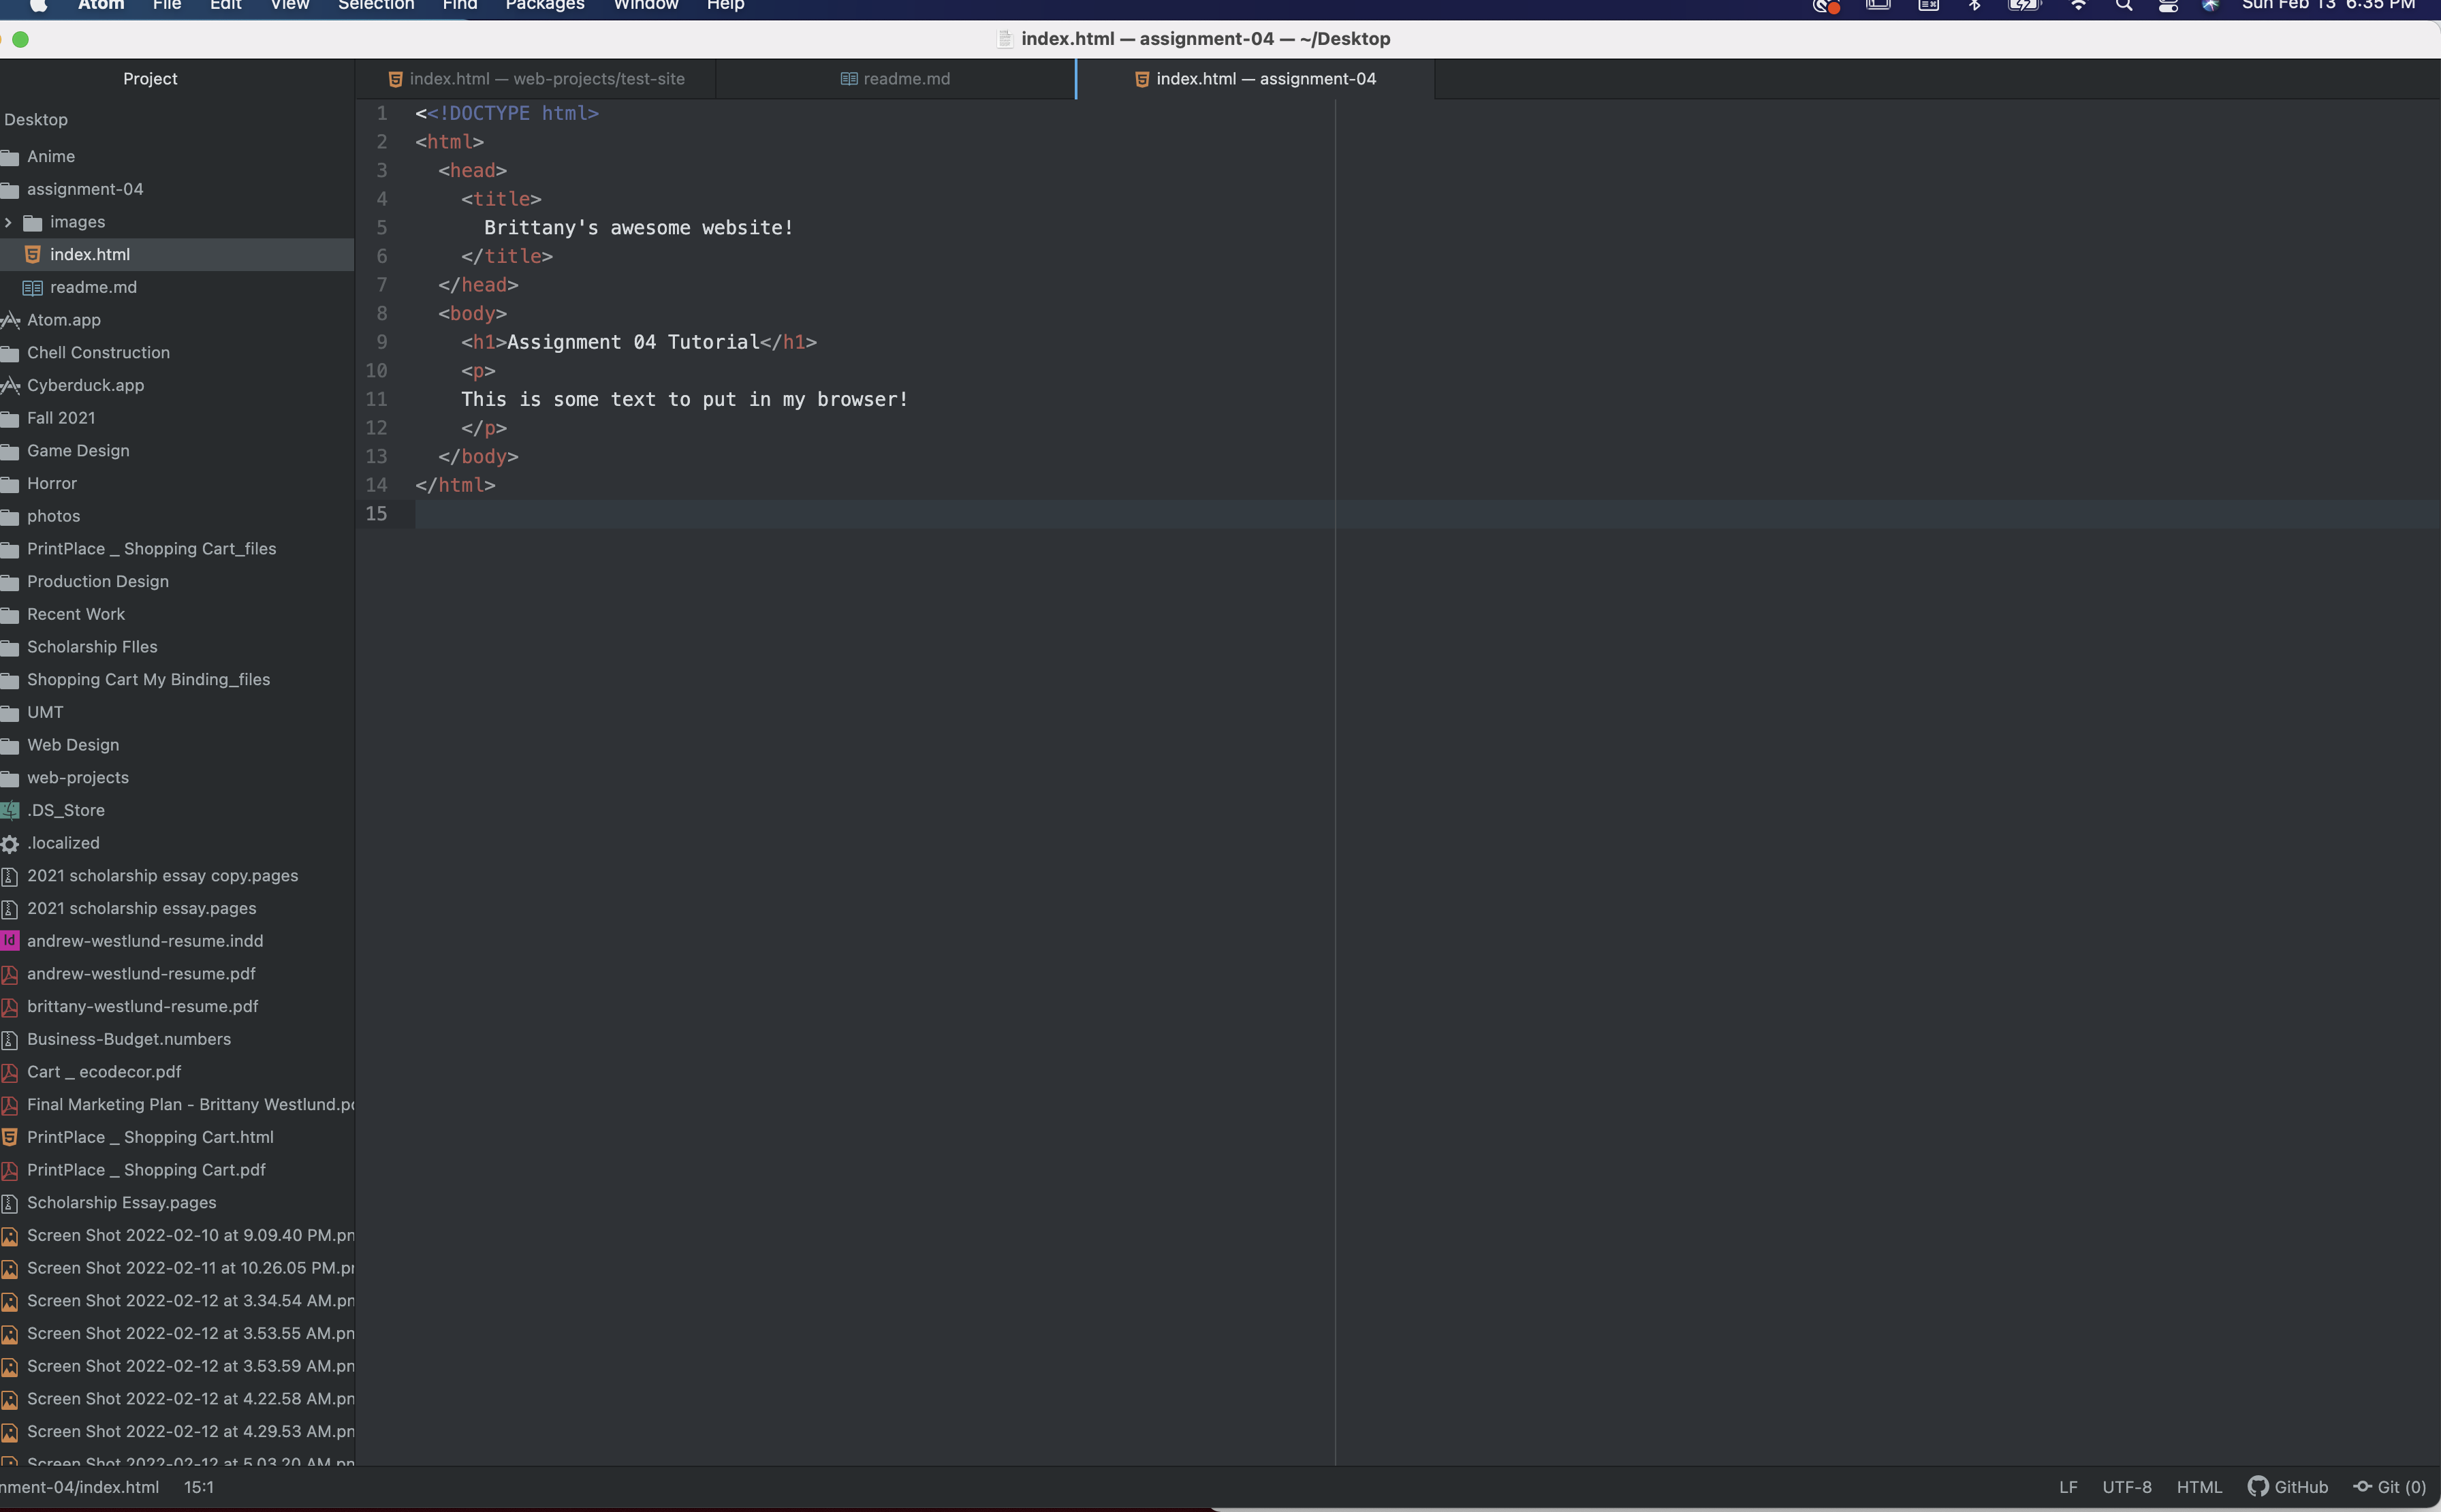 Atom File Edit View Selection Find Packages Window Help Sun Feb 13 6:35 PM
index.html — assignment-04 — ~/Desktop
Project
index.html — web-projects/test-site
readme.md
index.html — assignment-04
Desktop
Anime
assignment-04
images
index.html
readme.md
Atom.app
Chell Construction
Cyberduck.app
Fall 2021
Game Design
Horror
photos
PrintPlace _ Shopping Cart_files
Production Design
Recent Work
Scholarship FIles
Shopping Cart My Binding_files
UMT
Web Design
web-projects
.DS_Store
.localized
2021 scholarship essay copy.pages
2021 scholarship essay.pages
Id andrew-westlund-resume.indd
andrew-westlund-resume.pdf
brittany-westlund-resume.pdf
Business-Budget.numbers
Cart _ ecodecor.pdf
Final Marketing Plan - Brittany Westlund.pd
PrintPlace _ Shopping Cart.html
PrintPlace _ Shopping Cart.pdf
Scholarship Essay.pages
Screen Shot 2022-02-10 at 9.09.40 PM.pn
Screen Shot 2022-02-11 at 10.26.05 PM.pn
Screen Shot 2022-02-12 at 3.34.54 AM.pn
Screen Shot 2022-02-12 at 3.53.55 AM.pn
Screen Shot 2022-02-12 at 3.53.59 AM.pn
Screen Shot 2022-02-12 at 4.22.58 AM.pn
Screen Shot 2022-02-12 at 4.29.53 AM.pn
Screen Shot 2022-02-12 at 5.03.20 AM.pn
1 <<!DOCTYPE html>
2 <html>
3 <head>
4 <title>
5 Brittany's awesome website!
6 </title>
7 </head>
8 <body>
9 <h1>Assignment 04 Tutorial</h1>
10 <p>
11 This is some text to put in my browser!
12 </p>
13 </body>
14 </html>
15
nment-04/index.html 15:1 LF UTF-8 HTML GitHub Git (0)